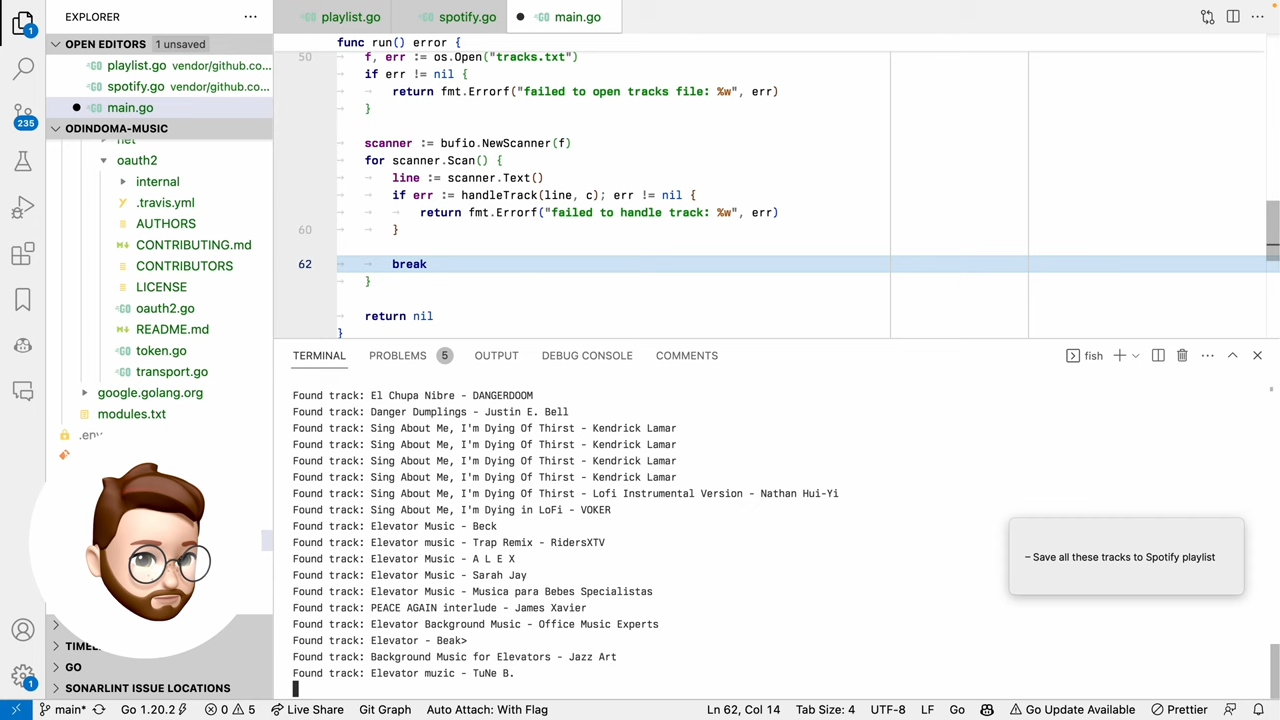 EXPLORER
OPEN EDITORS 1 unsaved
playlist.go vendor/github.co...
spotify.go vendor/github.co...
main.go
ODINDOMA-MUSIC
net
oauth2
internal
.travis.yml
AUTHORS
CONTRIBUTING.md
CONTRIBUTORS
LICENSE
oauth2.go
README.md
token.go
transport.go
google.golang.org
modules.txt
.env
GO
SONARLINT ISSUE LOCATIONS
1
235
1
playlist.go spotify.go main.go
func run() error {
50 f, err := os.Open("tracks.txt")
if err != nil {
return fmt.Errorf("failed to open tracks file: %w", err)
}
scanner := bufio.NewScanner(f)
for scanner.Scan() {
line := scanner.Text()
if err := handleTrack(line, c); err != nil {
return fmt.Errorf("failed to handle track: %w", err)
60 }
62 break
}
return nil
}
TERMINAL PROBLEMS 5 OUTPUT DEBUG CONSOLE COMMENTS fish
Found track: El Chupa Nibre - DANGERDOOM
Found track: Danger Dumplings - Justin E. Bell
Found track: Sing About Me, I'm Dying Of Thirst - Kendrick Lamar
Found track: Sing About Me, I'm Dying Of Thirst - Kendrick Lamar
Found track: Sing About Me, I'm Dying Of Thirst - Kendrick Lamar
Found track: Sing About Me, I'm Dying Of Thirst - Kendrick Lamar
Found track: Sing About Me, I'm Dying Of Thirst - Lofi Instrumental Version - Nathan Hui-Yi
Found track: Sing About Me, I'm Dying in LoFi - VOKER
Found track: Elevator Music - Beck
Found track: Elevator music - Trap Remix - RidersXTV
Found track: Elevator Music - A L E X
Found track: Elevator Music - Sarah Jay
Found track: Elevator Music - Musica para Bebes Specialistas
Found track: PEACE AGAIN interlude - James Xavier
Found track: Elevator Background Music - Office Music Experts
Found track: Elevator - Beak>
Found track: Background Music for Elevators - Jazz Art
Found track: Elevator muzic - TuNe B.
– Save all these tracks to Spotify playlist
main* Go 1.20.2 0 5 Live Share Git Graph Auto Attach: With Flag Ln 62, Col 14 Tab Size: 4 UTF-8 LF Go Go Update Available Prettier